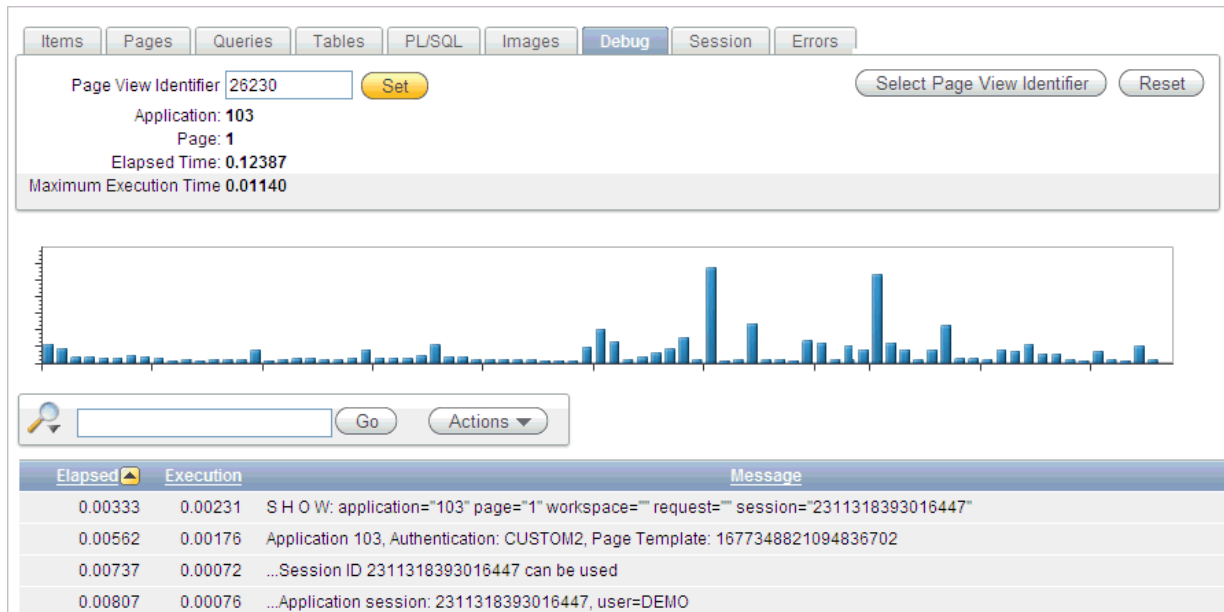 Items Pages Queries Tables PL/SQL Images Debug Session Errors
Page View Identifier 26230 Set Select Page View Identifier Reset
Application: 103
Page: 1
Elapsed Time: 0.12387
Maximum Execution Time 0.01140
Go Actions
Elapsed Execution Message
0.00333 0.00231 S H O W: application="103" page="1" workspace="" request="" session="2311318393016447"
0.00562 0.00176 Application 103, Authentication: CUSTOM2, Page Template: 1677348821094836702
0.00737 0.00072 ...Session ID 2311318393016447 can be used
0.00807 0.00076 ...Application session: 2311318393016447, user=DEMO